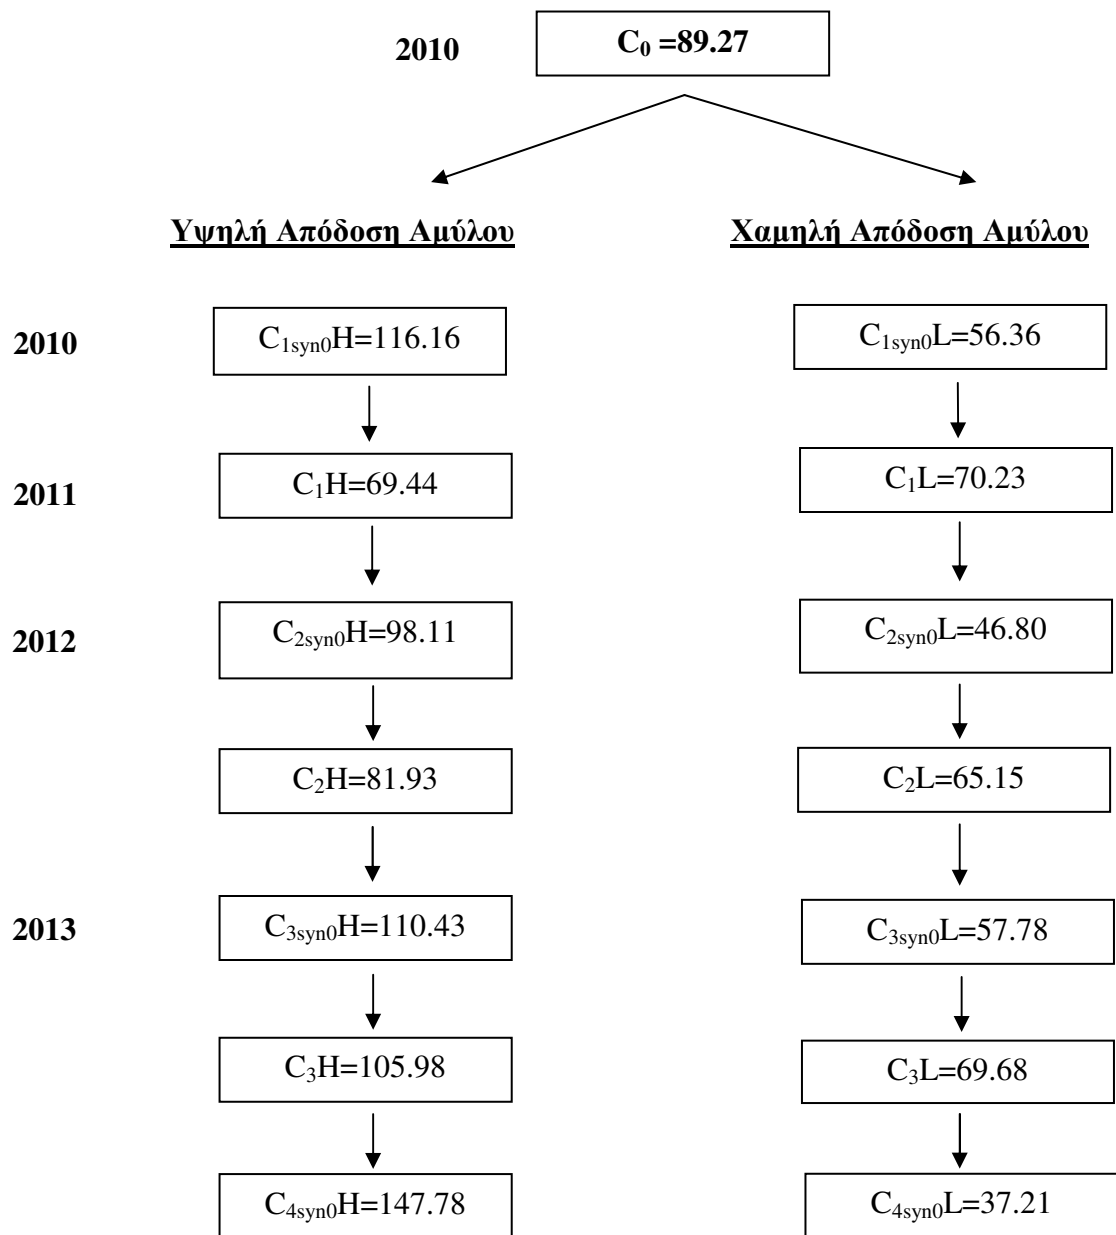 2010 C₀ =89.27
Υψηλή Απόδοση Αμύλου Χαμηλή Απόδοση Αμύλου
2010 C₁syn0H=116.16 C₁syn0L=56.36
2011 C₁H=69.44 C₁L=70.23
2012 C₂syn0H=98.11 C₂syn0L=46.80
C₂H=81.93 C₂L=65.15
2013 C₃syn0H=110.43 C₃syn0L=57.78
C₃H=105.98 C₃L=69.68
C₄syn0H=147.78 C₄syn0L=37.21